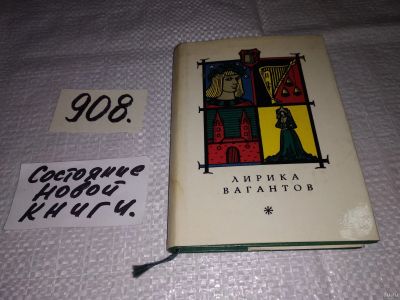 908.
Состояние
новой
книги.
ЛИРИКА
ВАГАНТОВ